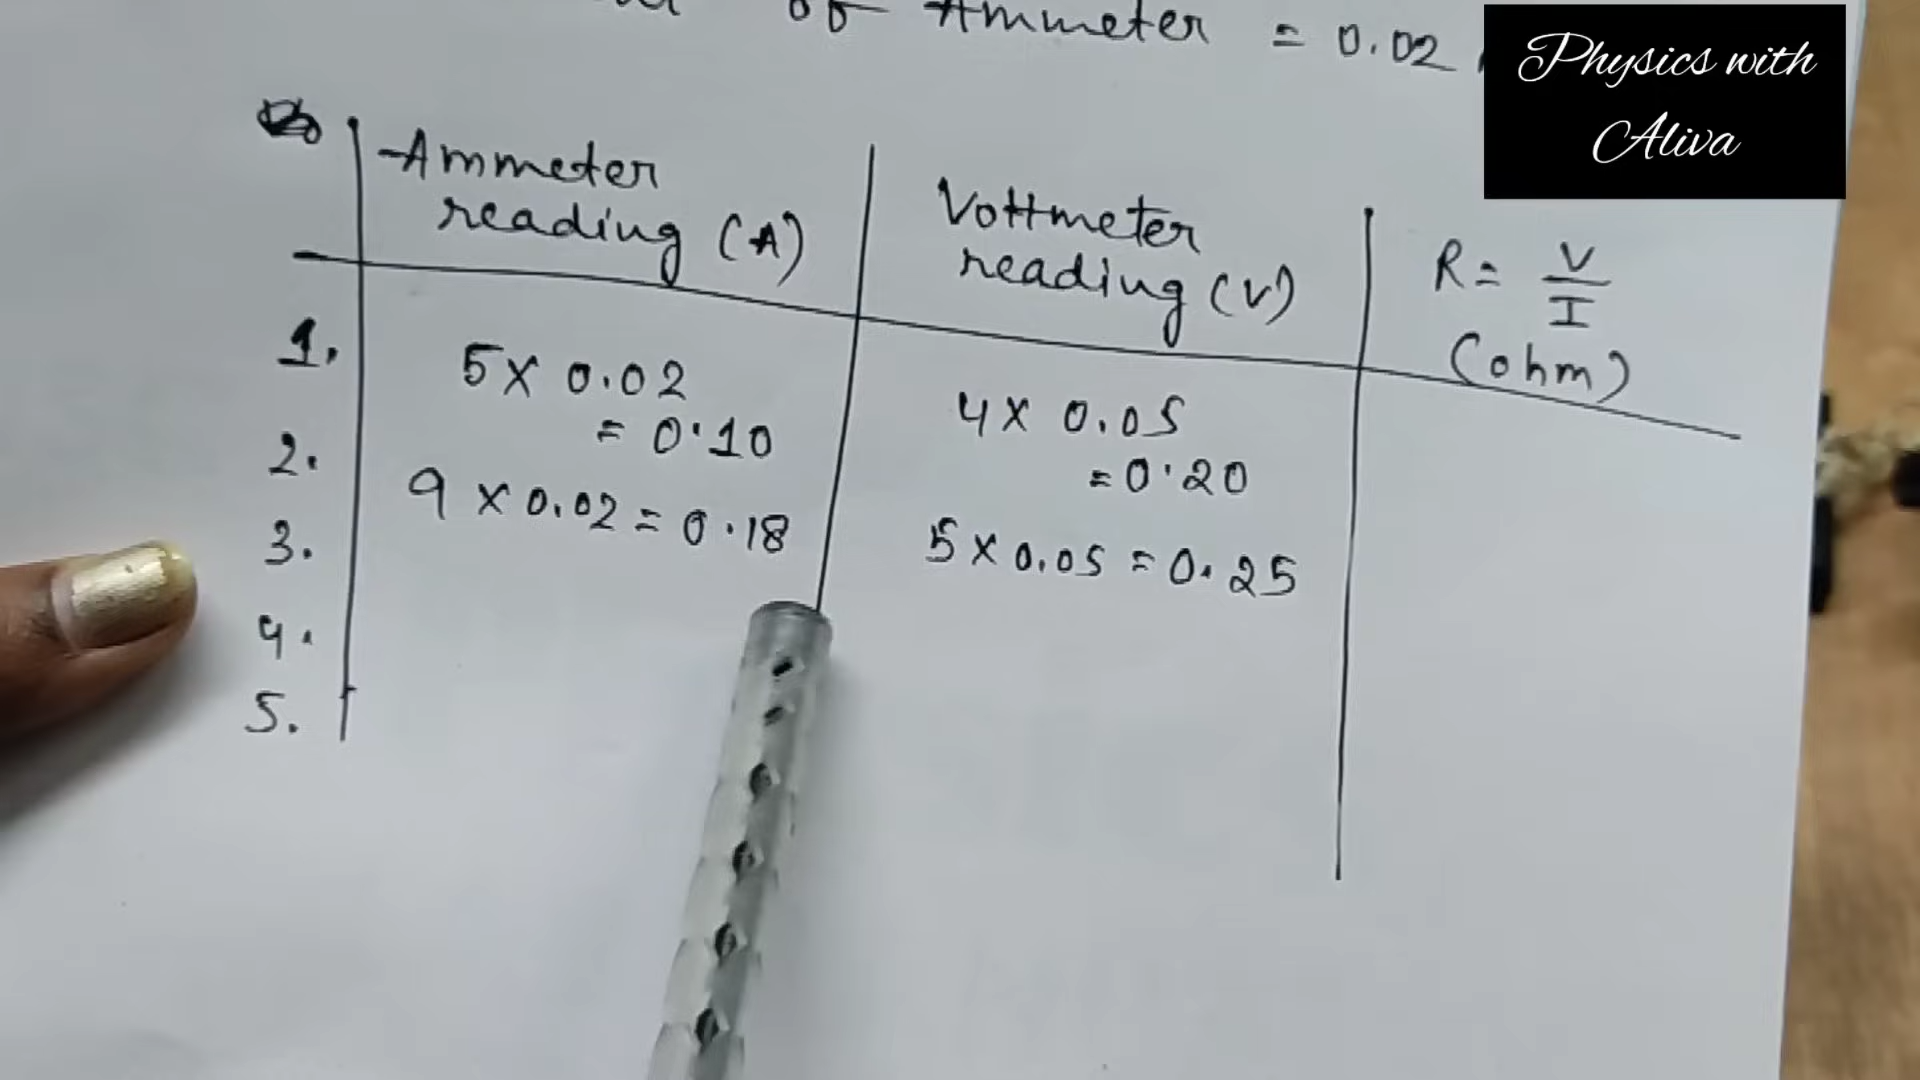 of Ammeter = 0.02
Physics with
Aliva
Ammeter
reading (A)
Voltmeter
reading (V)
R = V/I
(ohm)
1.
5 x 0.02
= 0.10
4 x 0.05
= 0.20
2.
9 x 0.02 = 0.18
5 x 0.05 = 0.25
3.
4.
5.